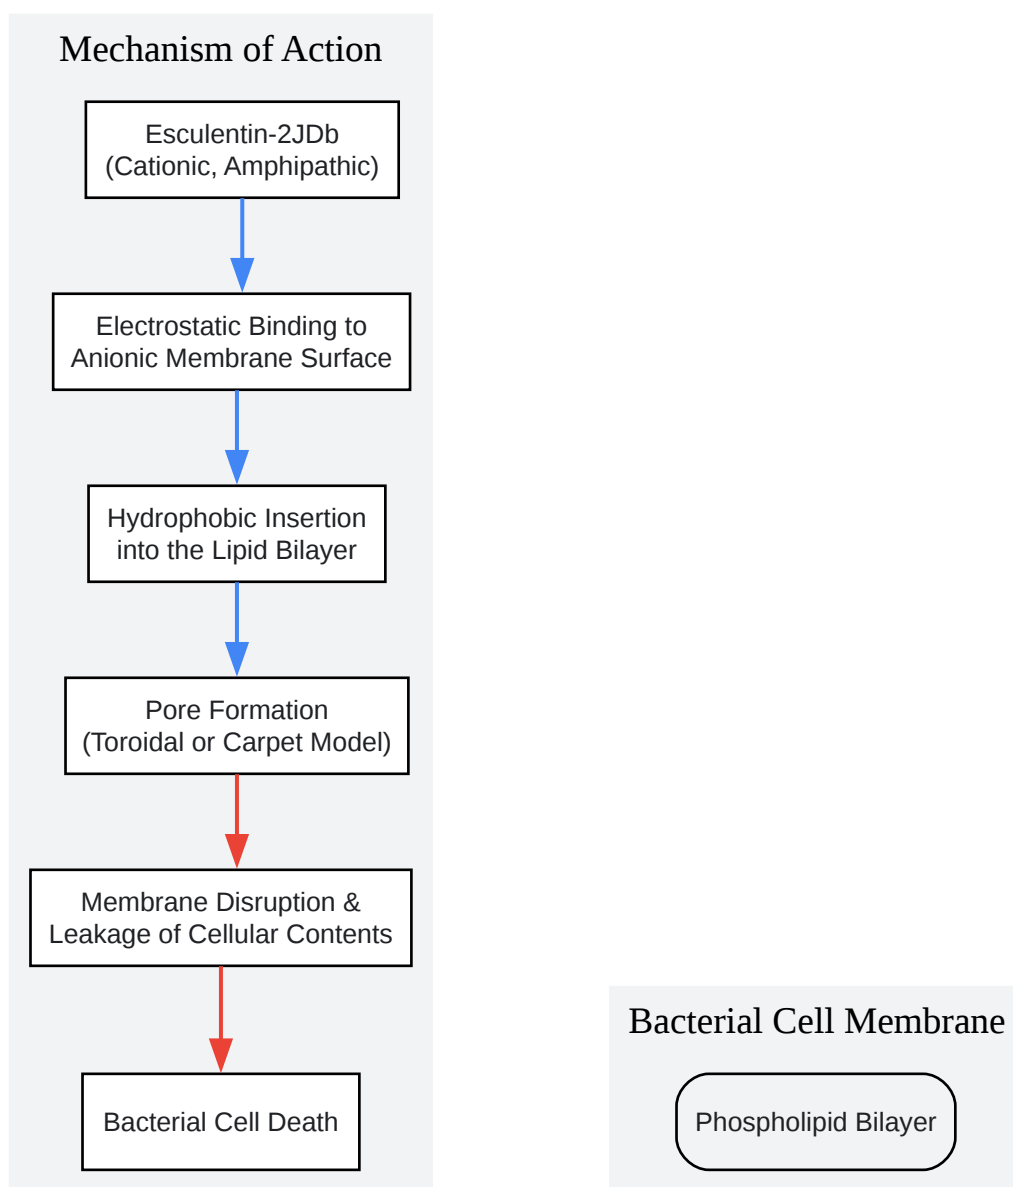 Mechanism of Action
Esculentin-2JDb
(Cationic, Amphipathic)
Electrostatic Binding to
Anionic Membrane Surface
Hydrophobic Insertion
into the Lipid Bilayer
Pore Formation
(Toroidal or Carpet Model)
Membrane Disruption &
Leakage of Cellular Contents
Bacterial Cell Death
Bacterial Cell Membrane
Phospholipid Bilayer